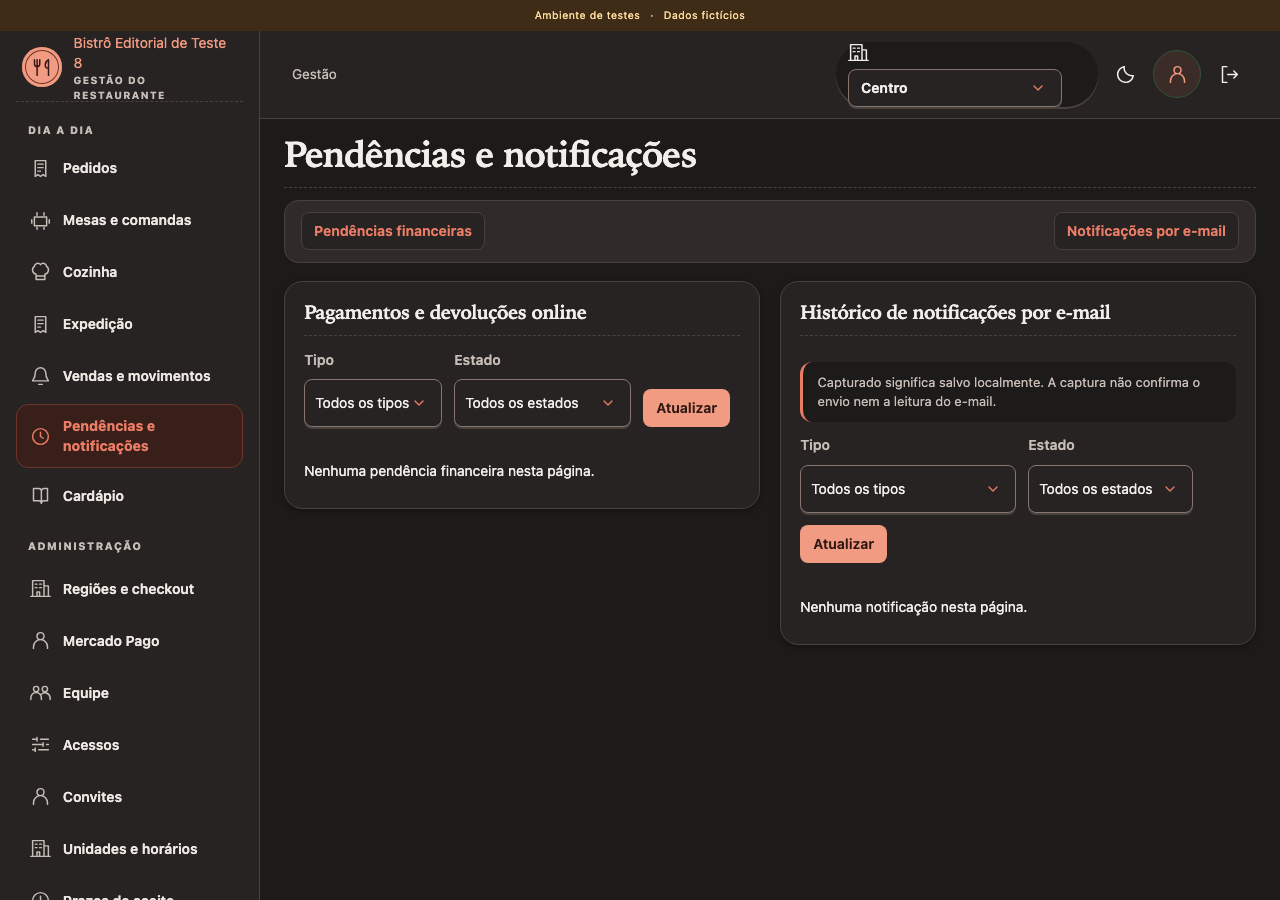 Ambiente de testes · Dados fictícios
Bistrô Editorial de Teste
8
GESTÃO DO
RESTAURANTE
DIA A DIA
Pedidos
Mesas e comandas
Cozinha
Expedição
Vendas e movimentos
Pendências e
notificações
Cardápio
ADMINISTRAÇÃO
Regiões e checkout
Mercado Pago
Equipe
Acessos
Convites
Unidades e horários
Gestão
Centro
Pendências e notificações
Pendências financeiras
Notificações por e-mail
Pagamentos e devoluções online
Tipo
Estado
Todos os tipos
Todos os estados
Atualizar
Nenhuma pendência financeira nesta página.
Histórico de notificações por e-mail
Capturado significa salvo localmente. A captura não confirma o
envio nem a leitura do e-mail.
Tipo
Estado
Todos os tipos
Todos os estados
Atualizar
Nenhuma notificação nesta página.